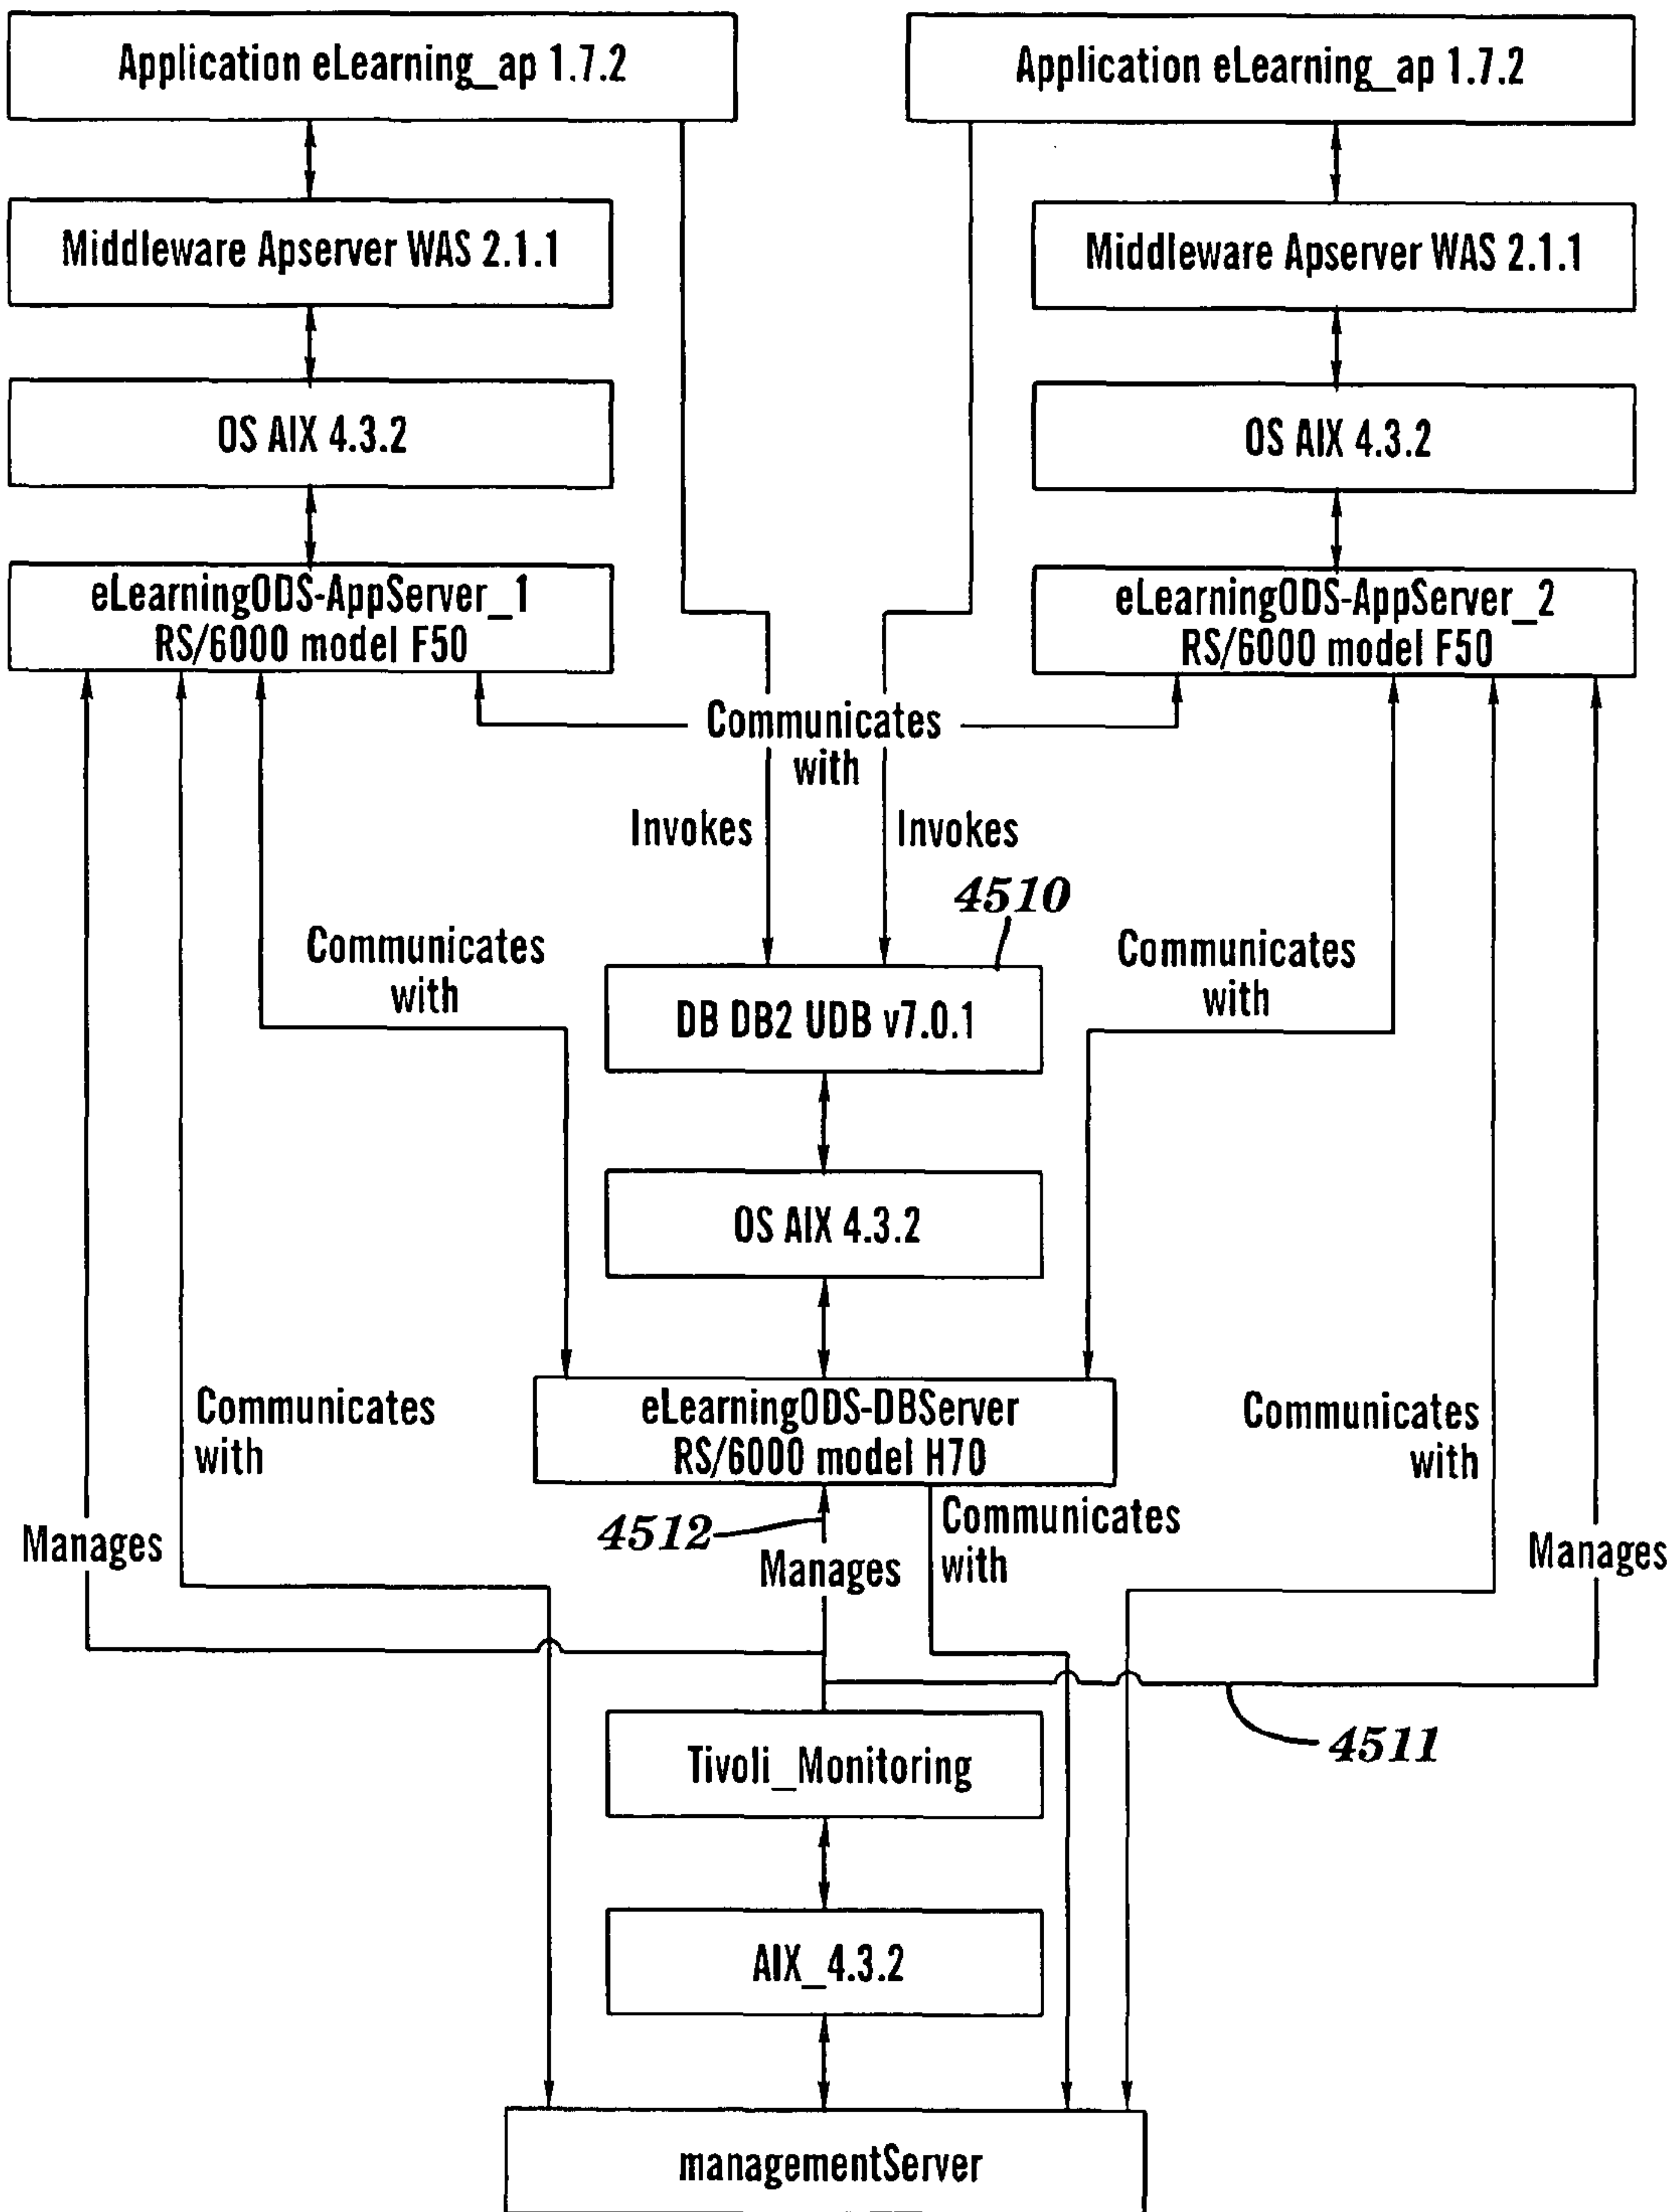 Application eLearning_ap 1.7.2
Application eLearning_ap 1.7.2
Middleware Apserver WAS 2.1.1
Middleware Apserver WAS 2.1.1
OS AIX 4.3.2
OS AIX 4.3.2
eLearningODS-AppServer_1
RS/6000 model F50
eLearningODS-AppServer_2
RS/6000 model F50
Communicates
with
Invokes
Invokes
4510
Communicates
with
Communicates
with
DB DB2 UDB v7.0.1
OS AIX 4.3.2
eLearningODS-DBServer
RS/6000 model H70
Communicates
with
Communicates
with
4512
Communicates
with
Manages
Manages
Manages
Tivoli_Monitoring
4511
AIX_4.3.2
managementServer